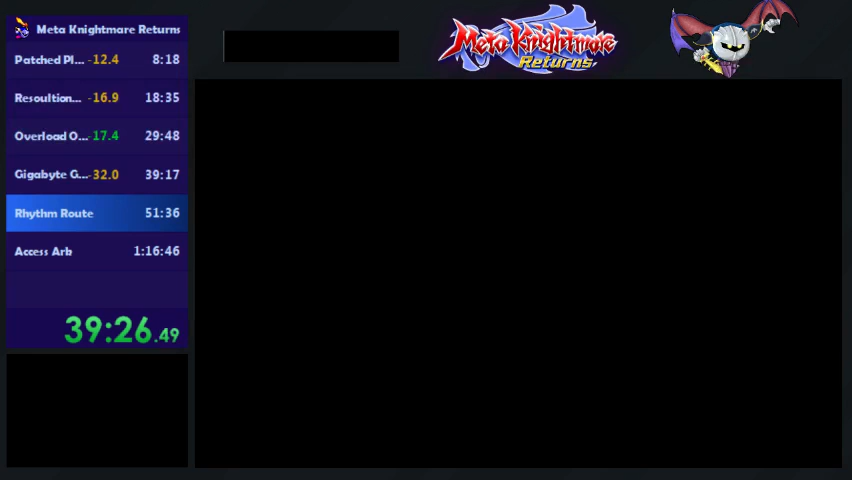 Meta Knightmare Returns
Patched Pl... -12.4 8:18
Resoultion... -16.9 18:35
Overload O... -17.4 29:48
Gigabyte G... -32.0 39:17
Rhythm Route 51:36
Access Ark 1:16:46
39:26.49
Meta Knightmare
Returns